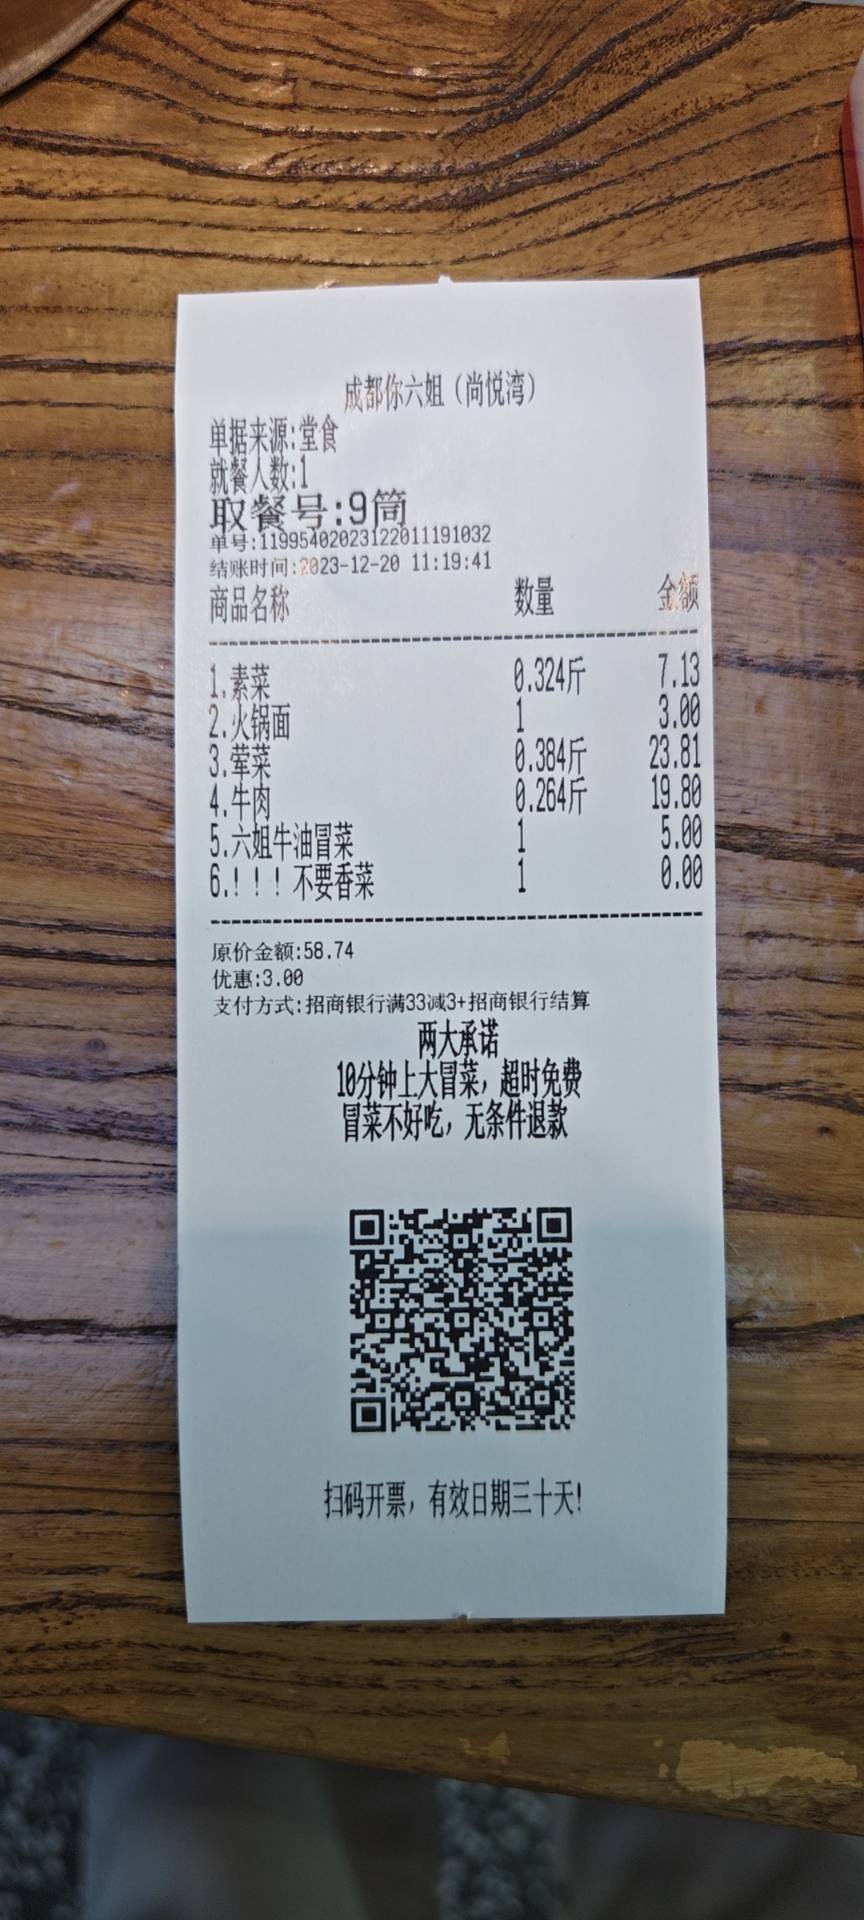 成都你六姐（尚悦湾）
单据来源:堂食
就餐人数:1
取餐号:9筒
单号:11995402023122011191032
结账时间:2023-12-20 11:19:41
商品名称 数量 金额
1.素菜 0.324斤 7.13
2.火锅面 1 3.00
3.荤菜 0.384斤 23.81
4.牛肉 0.264斤 19.80
5.六姐牛油冒菜 1 5.00
6.！！！不要香菜 1 0.00
原价金额:58.74
优惠:3.00
支付方式:招商银行满33减3+招商银行结算
两大承诺
10分钟上大冒菜，超时免费
冒菜不好吃，无条件退款
扫码开票，有效日期三十天!